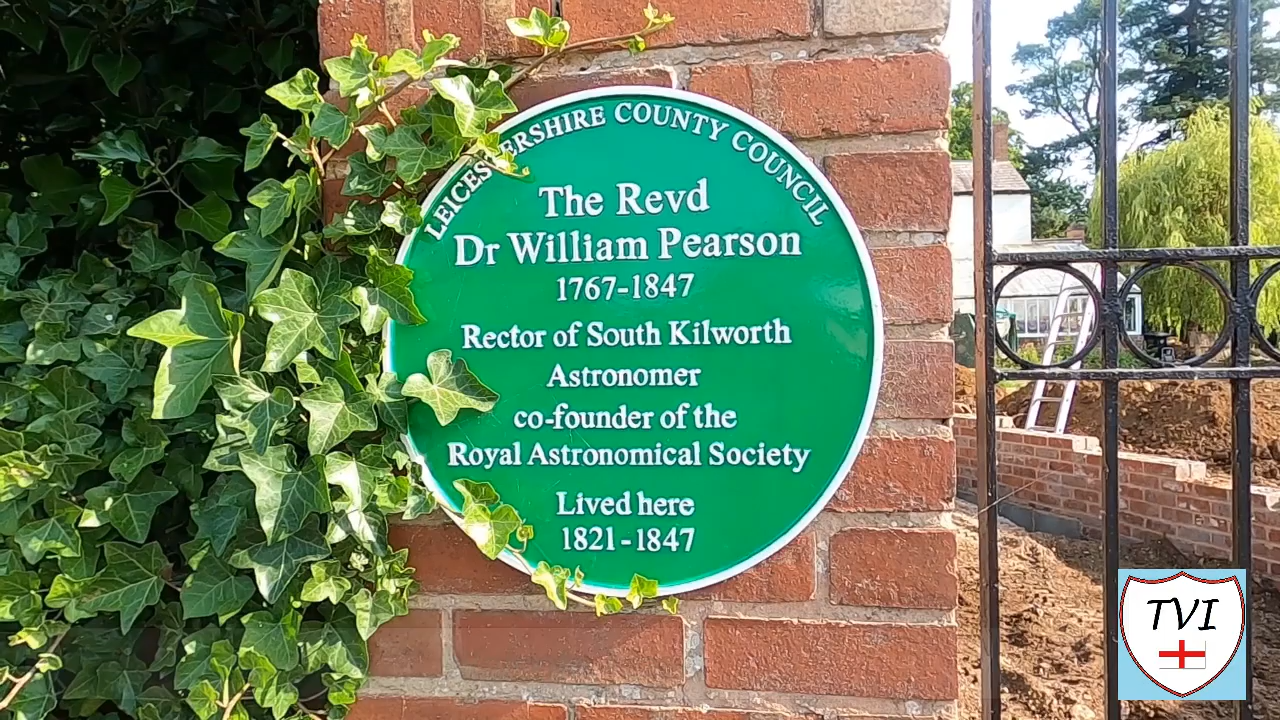 LEICESTERSHIRE COUNTY COUNCIL
The Revd
Dr William Pearson
1767-1847
Rector of South Kilworth
Astronomer
co-founder of the
Royal Astronomical Society
Lived here
1821-1847
TVI